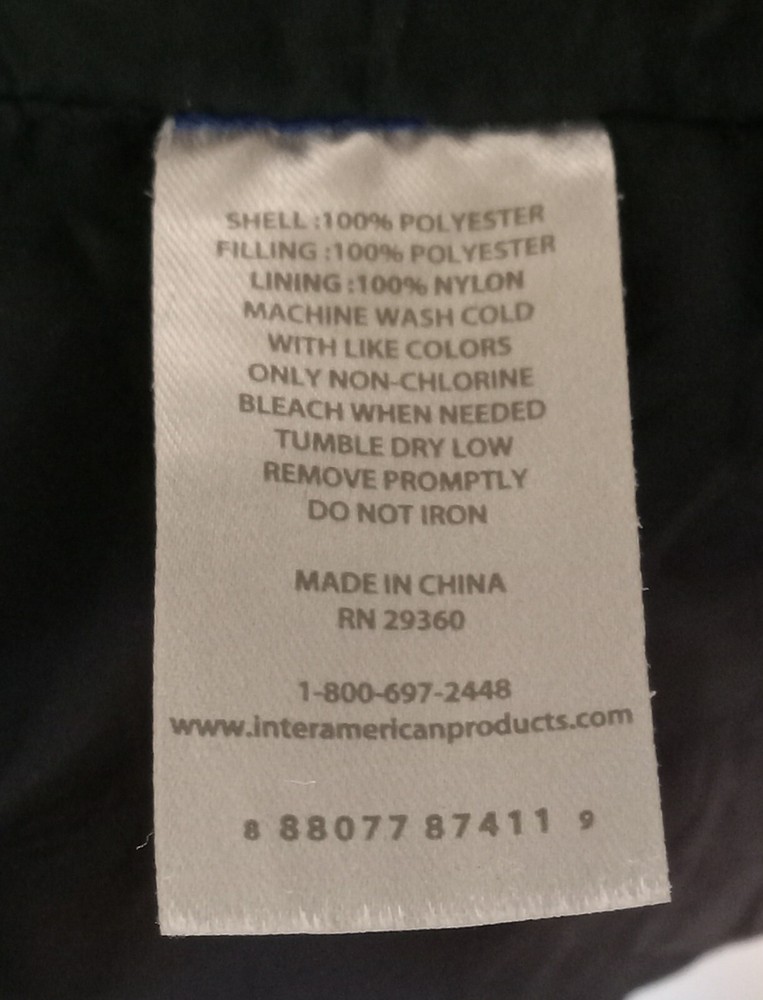 SHELL :100% POLYESTER
FILLING :100% POLYESTER
LINING :100% NYLON
MACHINE WASH COLD
WITH LIKE COLORS
ONLY NON-CHLORINE
BLEACH WHEN NEEDED
TUMBLE DRY LOW
REMOVE PROMPTLY
DO NOT IRON
MADE IN CHINA
RN 29360
1-800-697-2448
www.interamericanproducts.com
8 88077 87411 9